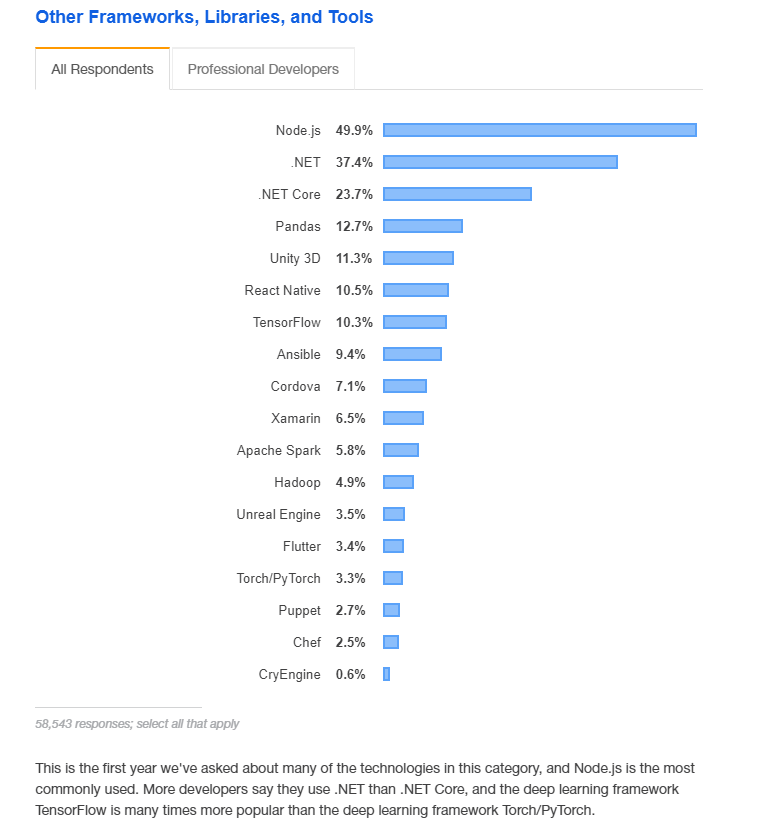 Other Frameworks, Libraries, and Tools
All Respondents Professional Developers
Node.js 49.9%
.NET 37.4%
.NET Core 23.7%
Pandas 12.7%
Unity 3D 11.3%
React Native 10.5%
TensorFlow 10.3%
Ansible 9.4%
Cordova 7.1%
Xamarin 6.5%
Apache Spark 5.8%
Hadoop 4.9%
Unreal Engine 3.5%
Flutter 3.4%
Torch/PyTorch 3.3%
Puppet 2.7%
Chef 2.5%
CryEngine 0.6%
58,543 responses; select all that apply
This is the first year we've asked about many of the technologies in this category, and Node.js is the most
commonly used. More developers say they use .NET than .NET Core, and the deep learning framework
TensorFlow is many times more popular than the deep learning framework Torch/PyTorch.